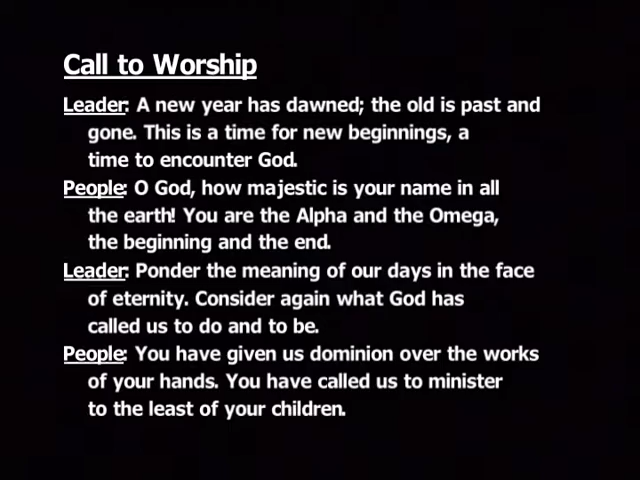 Call to Worship
Leader: A new year has dawned; the old is past and
gone. This is a time for new beginnings, a
time to encounter God.
People: O God, how majestic is your name in all
the earth! You are the Alpha and the Omega,
the beginning and the end.
Leader: Ponder the meaning of our days in the face
of eternity. Consider again what God has
called us to do and to be.
People: You have given us dominion over the works
of your hands. You have called us to minister
to the least of your children.